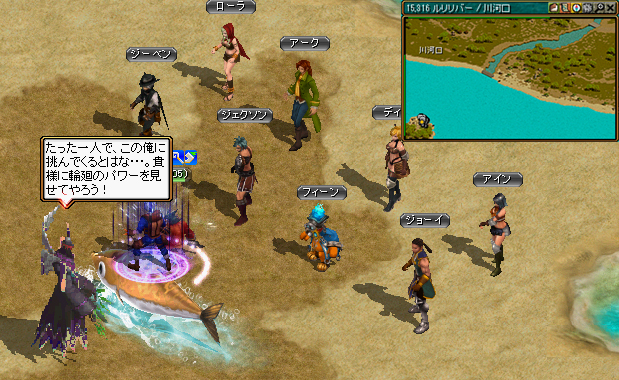 ローラ
15,316 ルリリバー / 川河口
川河口
アーク
ジーベン
ジェクソン
ディ
たった一人で、この俺に
挑んでくるとはな・・・。貴
様に輪廻のパワーを見
せてやろう！
05)
アイン
フィーン
ジョーイ